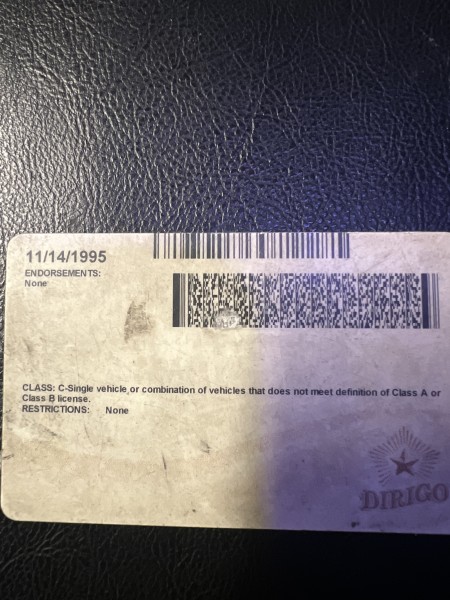 11/14/1995
ENDORSEMENTS:
None
CLASS: C-Single vehicle or combination of vehicles that does not meet definition of Class A or
Class B license.
RESTRICTIONS: None
DIRIGO